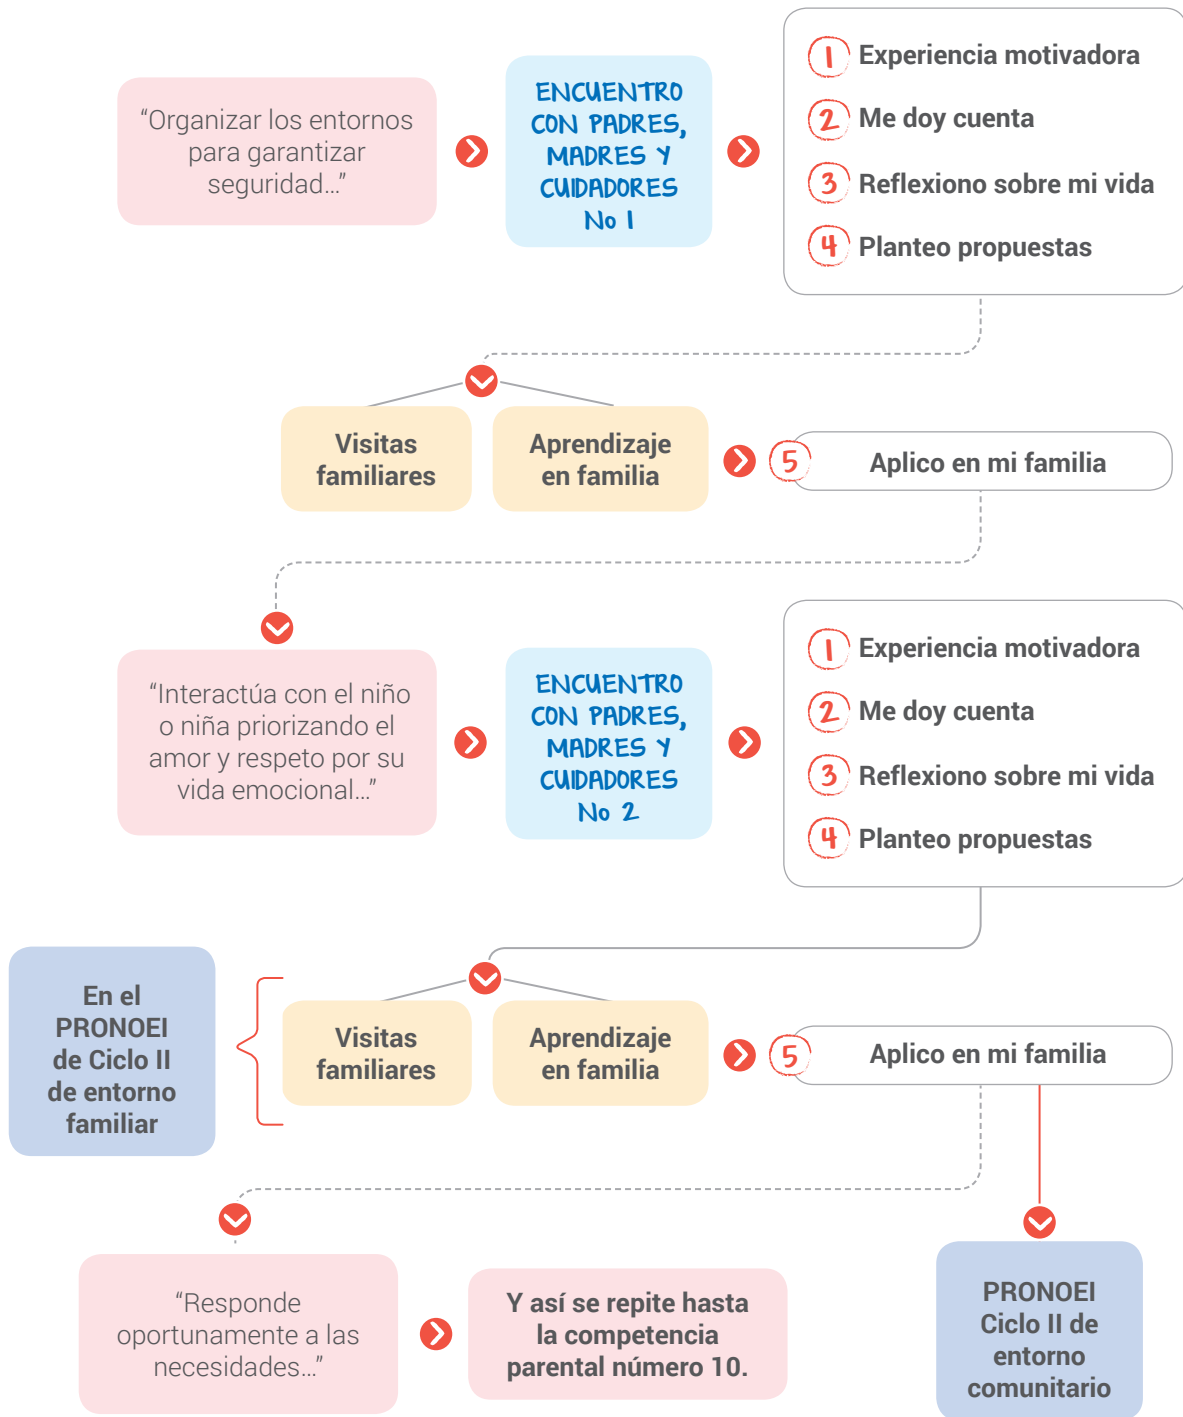 “Organizar los entornos
para garantizar
seguridad...”
ENCUENTRO
CON PADRES,
MADRES Y
CUIDADORES
No 1
1 Experiencia motivadora
2 Me doy cuenta
3 Reflexiono sobre mi vida
4 Planteo propuestas
Visitas
familiares
Aprendizaje
en familia
5 Aplico en mi familia
“Interactúa con el niño
o niña priorizando el
amor y respeto por su
vida emocional...”
ENCUENTRO
CON PADRES,
MADRES Y
CUIDADORES
No 2
1 Experiencia motivadora
2 Me doy cuenta
3 Reflexiono sobre mi vida
4 Planteo propuestas
En el
PRONOEI
de Ciclo II
de entorno
familiar
Visitas
familiares
Aprendizaje
en familia
5 Aplico en mi familia
“Responde
oportunamente a las
necesidades...”
Y así se repite hasta
la competencia
parental número 10.
PRONOEI
Ciclo II de
entorno
comunitario